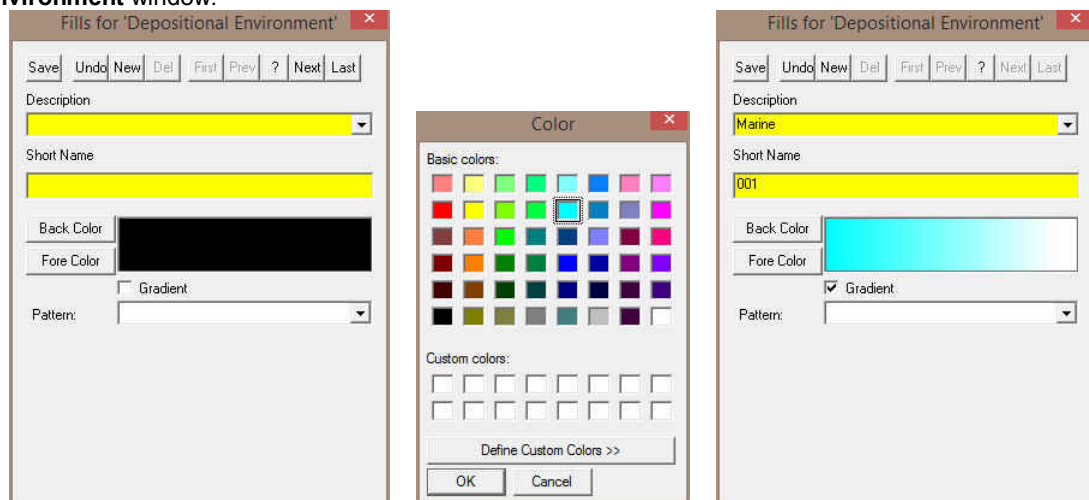 vironment window.
Fills for 'Depositional Environment'
Save Undo New Del First Prev ? Next Last
Description
Short Name
Back Color
Fore Color
Gradient
Pattern:
Color
Basic colors:
Custom colors:
Define Custom Colors >>
OK Cancel
Fills for 'Depositional Environment'
Save Undo New Del First Prev ? Next Last
Description
Marine
Short Name
001
Back Color
Fore Color
Gradient
Pattern: